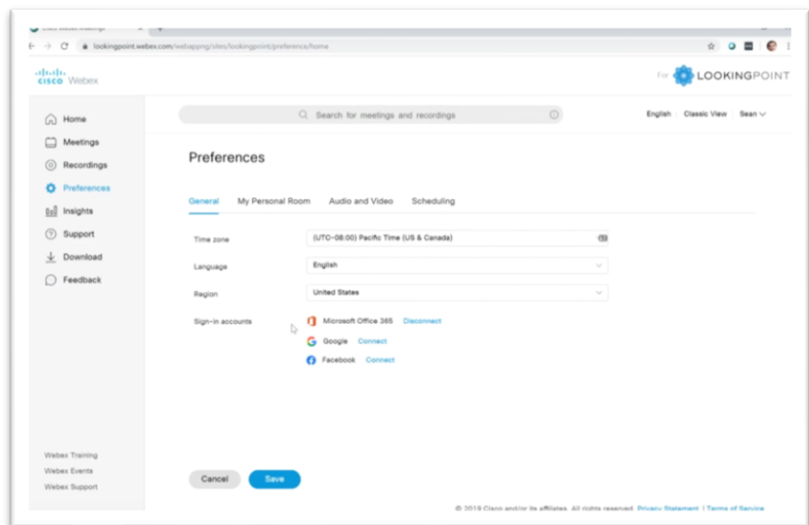 Cisco Webex Meetings
lookingpoint.webex.com/webappng/sites/lookingpoint/preference/home
CISCO Webex
For LOOKINGPOINT
Search for meetings and recordings
English Classic View Sean
Home
Meetings
Recordings
Preferences
Insights
Support
Download
Feedback
Preferences
General My Personal Room Audio and Video Scheduling
Time zone (UTC-08:00) Pacific Time (US & Canada)
Language English
Region United States
Sign-in accounts Microsoft Office 365 Disconnect
Google Connect
Facebook Connect
Webex Training
Webex Events
Webex Support
Cancel Save
© 2019 Cisco and/or its affiliates. All rights reserved. Privacy Statement | Terms of Service